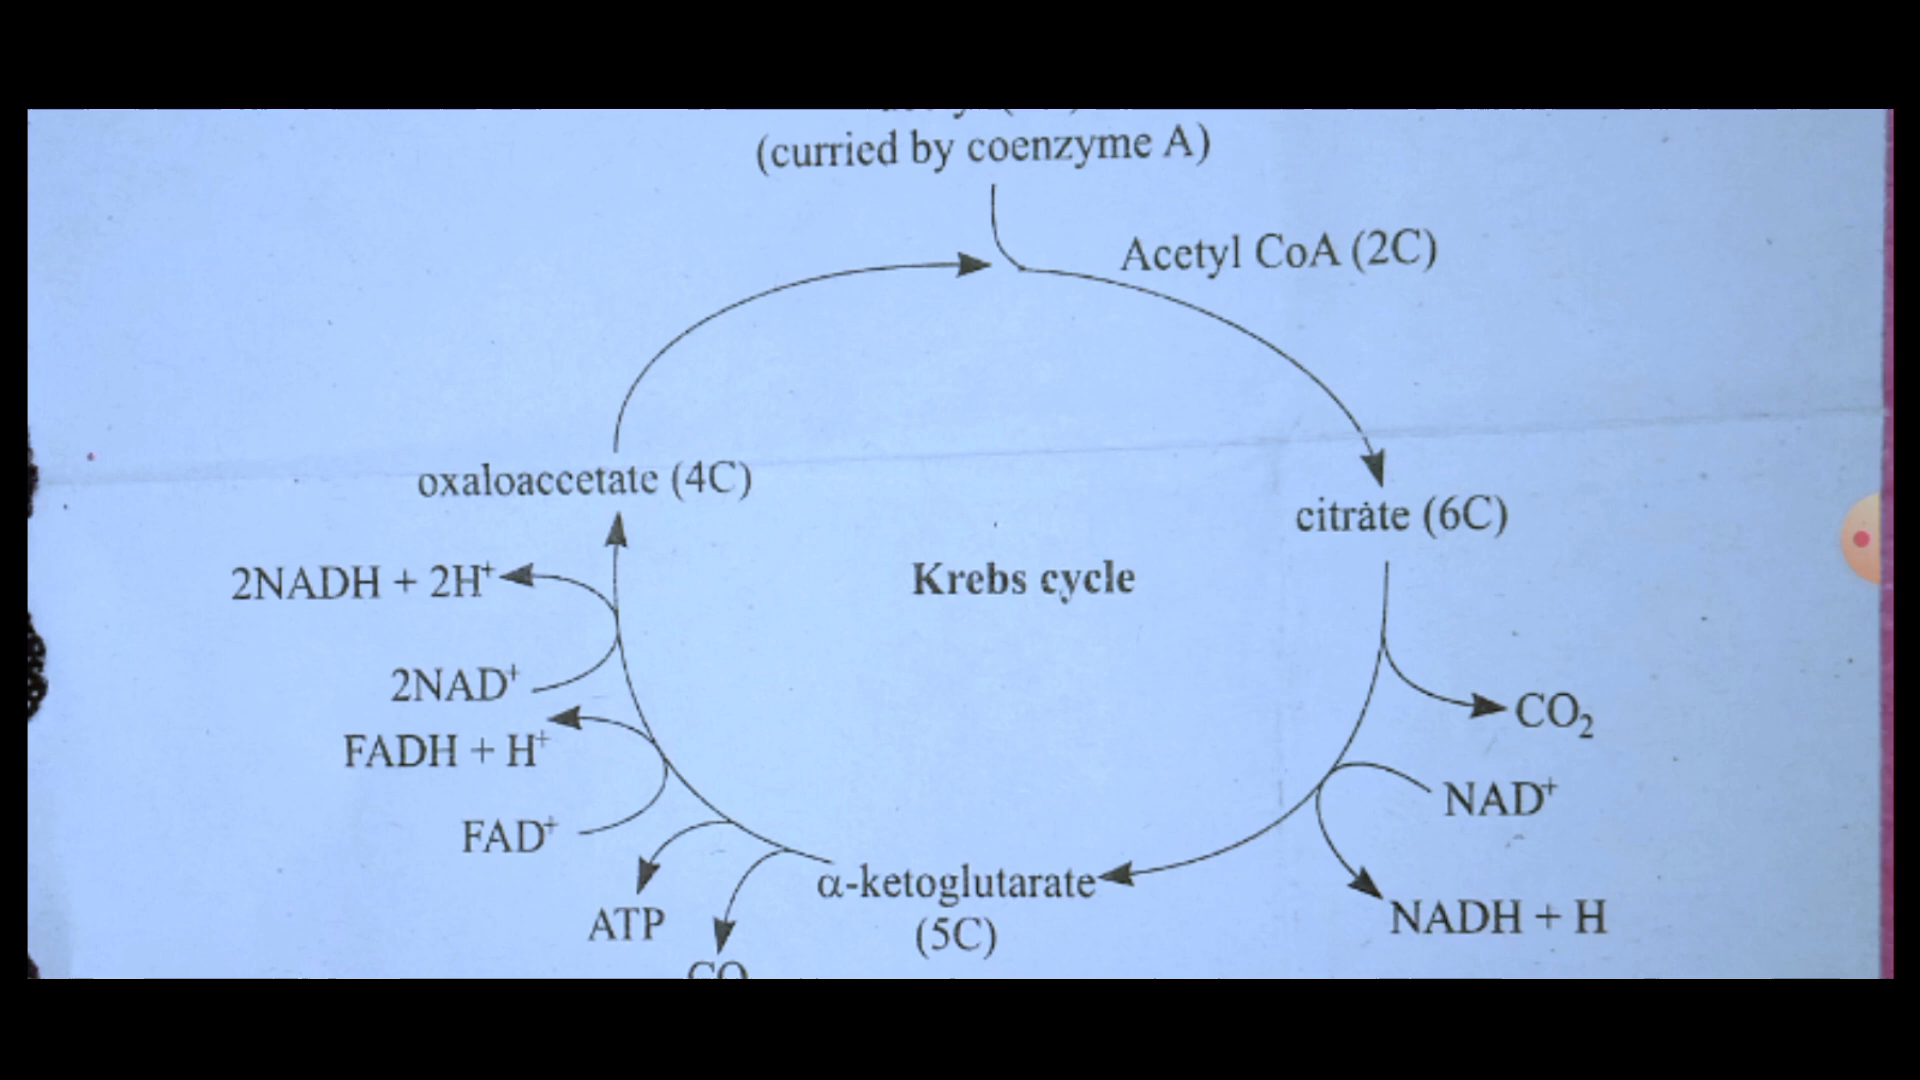 (curried by coenzyme A)
Acetyl CoA (2C)
oxaloaccetate (4C)
citrate (6C)
Krebs cycle
2NADH + 2H⁺
2NAD⁺
FADH + H⁺
FAD⁺
ATP
α-ketoglutarate
(5C)
CO₂
NAD⁺
NADH + H